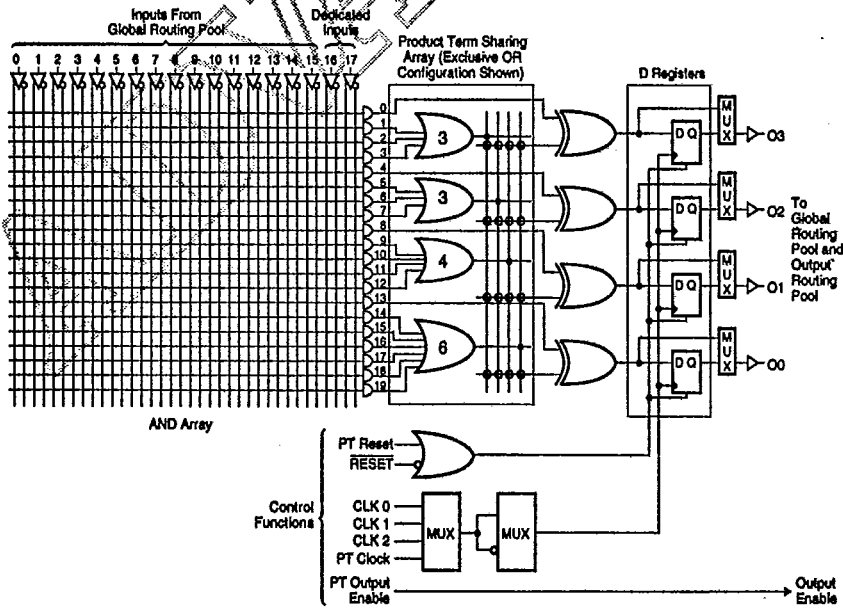 Inputs From
Global Routing Pool
Dedicated
Inputs
0 1 2 3 4 5 6 7 8 9 10 11 12 13 14 15 16 17
Product Term Sharing
Array (Exclusive OR
Configuration Shown)
D Registers
0
1
2
3
4
5
6
7
8
9
10
11
12
13
14
15
16
17
18
19
3
3
4
6
D Q
D Q
D Q
D Q
MUX
MUX
MUX
MUX
O3
O2
O1
O0
To
Global
Routing
Pool and
Output
Routing
Pool
AND Array
Control
Functions
PT Reset
RESET
CLK 0
CLK 1
CLK 2
PT Clock
MUX
MUX
PT Output
Enable
Output
Enable